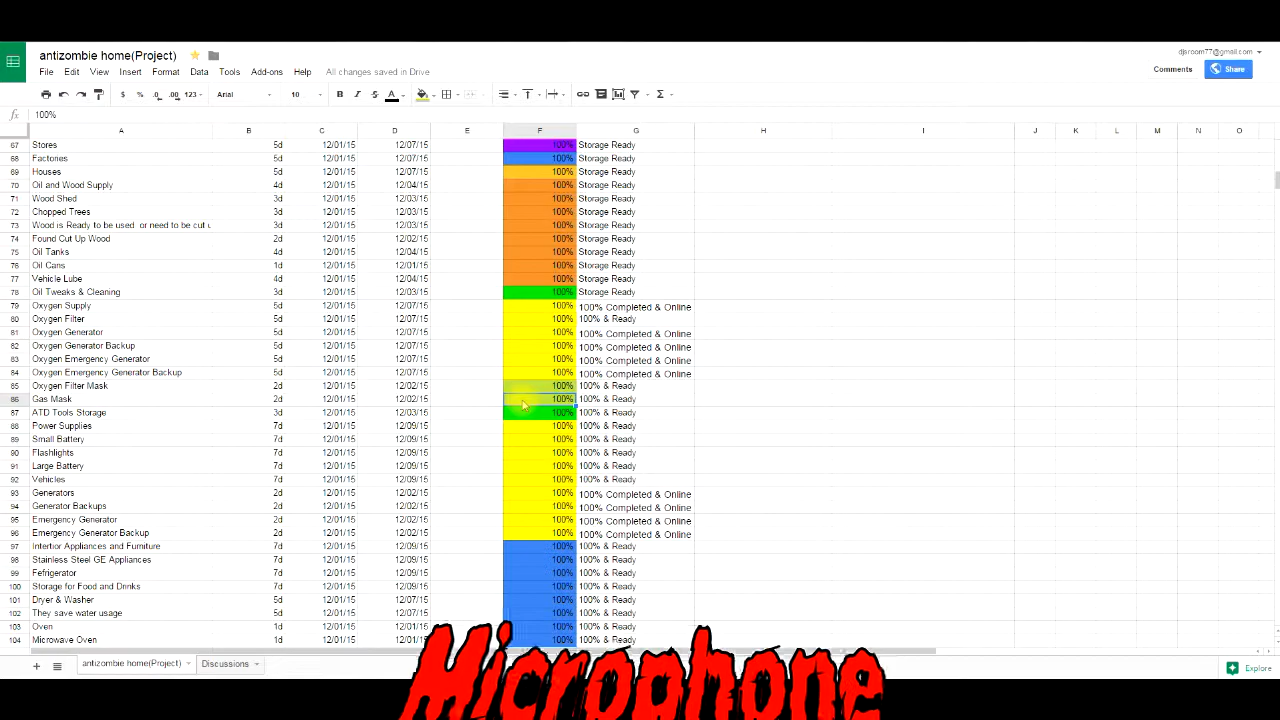 antizombie home(Project)
djsroom77@gmail.com
File Edit View Insert Format Data Tools Add-ons Help All changes saved in Drive
Comments Share
$ % .0 .00 123 Arial 10 B I S A Σ
fx 100%
A B C D E F G H I J K L M N O
67 Stores 5d 12/01/15 12/07/15 100% Storage Ready
68 Factories 5d 12/01/15 12/07/15 100% Storage Ready
69 Houses 5d 12/01/15 12/07/15 100% Storage Ready
70 Oil and Wood Supply 4d 12/01/15 12/04/15 100% Storage Ready
71 Wood Shed 3d 12/01/15 12/03/15 100% Storage Ready
72 Chopped Trees 3d 12/01/15 12/03/15 100% Storage Ready
73 Wood is Ready to be used or need to be cut u 3d 12/01/15 12/03/15 100% Storage Ready
74 Found Cut Up Wood 2d 12/01/15 12/02/15 100% Storage Ready
75 Oil Tanks 4d 12/01/15 12/04/15 100% Storage Ready
76 Oil Cans 1d 12/01/15 12/01/15 100% Storage Ready
77 Vehicle Lube 4d 12/01/15 12/04/15 100% Storage Ready
78 Oil Tweaks & Cleaning 3d 12/01/15 12/03/15 100% Storage Ready
79 Oxygen Supply 5d 12/01/15 12/07/15 100% 100% Completed & Online
80 Oxygen Filter 5d 12/01/15 12/07/15 100% 100% & Ready
81 Oxygen Generator 5d 12/01/15 12/07/15 100% 100% Completed & Online
82 Oxygen Generator Backup 5d 12/01/15 12/07/15 100% 100% Completed & Online
83 Oxygen Emergency Generator 5d 12/01/15 12/07/15 100% 100% Completed & Online
84 Oxygen Emergency Generator Backup 5d 12/01/15 12/07/15 100% 100% Completed & Online
85 Oxygen Filter Mask 2d 12/01/15 12/02/15 100% 100% & Ready
86 Gas Mask 2d 12/01/15 12/02/15 100% 100% & Ready
87 ATD Tools Storage 3d 12/01/15 12/03/15 100% 100% & Ready
88 Power Supplies 7d 12/01/15 12/09/15 100% 100% & Ready
89 Small Battery 7d 12/01/15 12/09/15 100% 100% & Ready
90 Flashlights 7d 12/01/15 12/09/15 100% 100% & Ready
91 Large Battery 7d 12/01/15 12/09/15 100% 100% & Ready
92 Vehicles 7d 12/01/15 12/09/15 100% 100% & Ready
93 Generators 2d 12/01/15 12/02/15 100% 100% Completed & Online
94 Generator Backups 2d 12/01/15 12/02/15 100% 100% Completed & Online
95 Emergency Generator 2d 12/01/15 12/02/15 100% 100% Completed & Online
96 Emergency Generator Backup 2d 12/01/15 12/02/15 100% 100% Completed & Online
97 Intertior Appliances and Furniture 7d 12/01/15 12/09/15 100% 100% & Ready
98 Stainless Steel GE Appliances 7d 12/01/15 12/09/15 100% 100% & Ready
99 Fefrigerator 7d 12/01/15 12/09/15 100% 100% & Ready
100 Storage for Food and Drinks 7d 12/01/15 12/09/15 100% 100% & Ready
101 Dryer & Washer 5d 12/01/15 12/07/15 100% 100% & Ready
102 They save water usage 5d 12/01/15 12/07/15 100% 100% & Ready
103 Oven 1d 12/01/15 12/01/15 100% 100% & Ready
104 Microwave Oven 1d 12/01/15 12/01/15 100% 100% & Ready
antizombie home(Project) Discussions Explore
Microphone